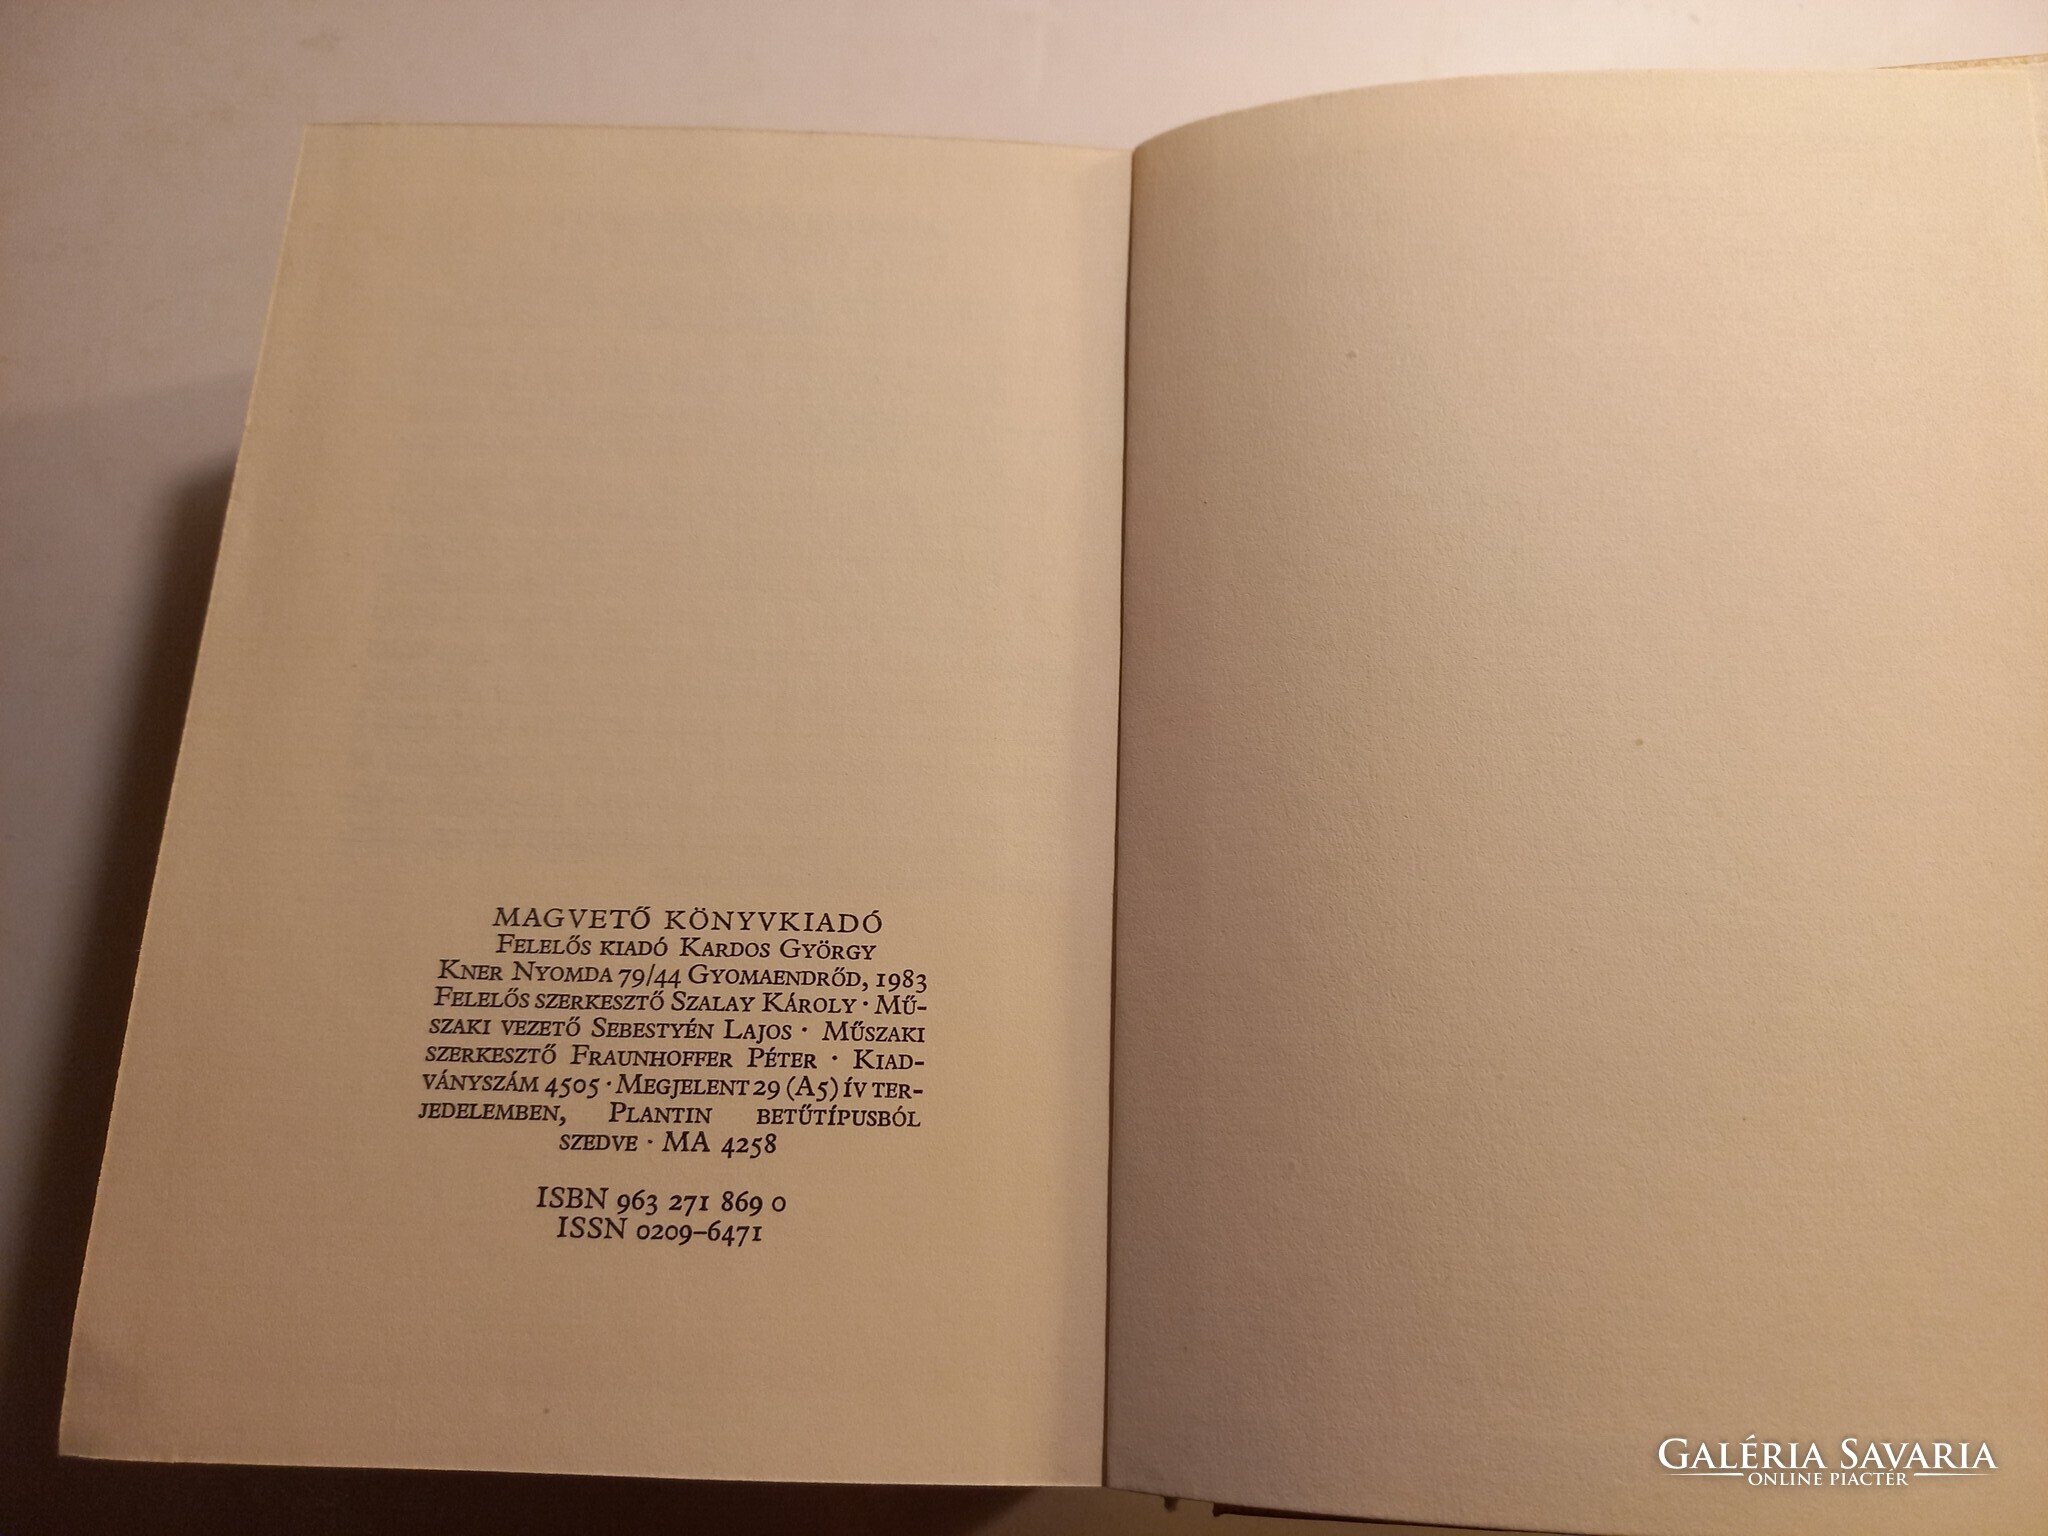 MAGVETŐ KÖNYVKIADÓ
FELELŐS KIADÓ KARDOS GYÖRGY
KNER NYOMDA 79/44 GYOMAENDRŐD, 1983
FELELŐS SZERKESZTŐ SZALAY KÁROLY · MŰ-
SZAKI VEZETŐ SEBESTYÉN LAJOS · MŰSZAKI
SZERKESZTŐ FRAUNHOFFER PÉTER · KIAD-
VÁNYSZÁM 4505 · MEGJELENT 29 (A5) ÍV TER-
JEDELEMBEN, PLANTIN BETŰTÍPUSBÓL
SZEDVE · MA 4258
ISBN 963 271 869 0
ISSN 0209–6471
GALÉRIA SAVARIA
ONLINE PIACTÉR